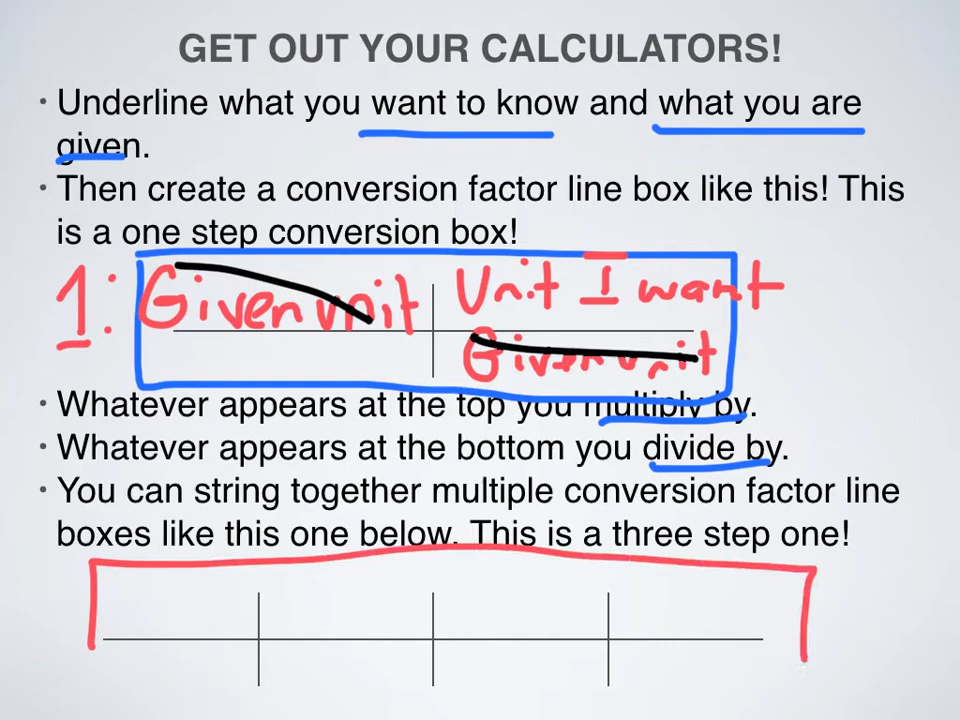 GET OUT YOUR CALCULATORS!
• Underline what you want to know and what you are
given.
• Then create a conversion factor line box like this! This
is a one step conversion box!
1: Given unit Unit I want
Given unit
• Whatever appears at the top you multiply by.
• Whatever appears at the bottom you divide by.
• You can string together multiple conversion factor line
boxes like this one below. This is a three step one!